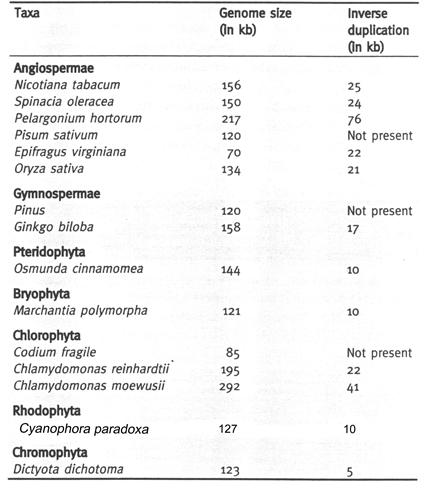 Taxa Genome size Inverse
(In kb) duplication
(In kb)
Angiospermae
Nicotiana tabacum 156 25
Spinacia oleracea 150 24
Pelargonium hortorum 217 76
Pisum sativum 120 Not present
Epifragus virginiana 70 22
Oryza sativa 134 21
Gymnospermae
Pinus 120 Not present
Ginkgo biloba 158 17
Pteridophyta
Osmunda cinnamomea 144 10
Bryophyta
Marchantia polymorpha 121 10
Chlorophyta
Codium fragile 85 Not present
Chlamydomonas reinhardtii 195 22
Chlamydomonas moewusii 292 41
Rhodophyta
Cyanophora paradoxa 127 10
Chromophyta
Dictyota dichotoma 123 5